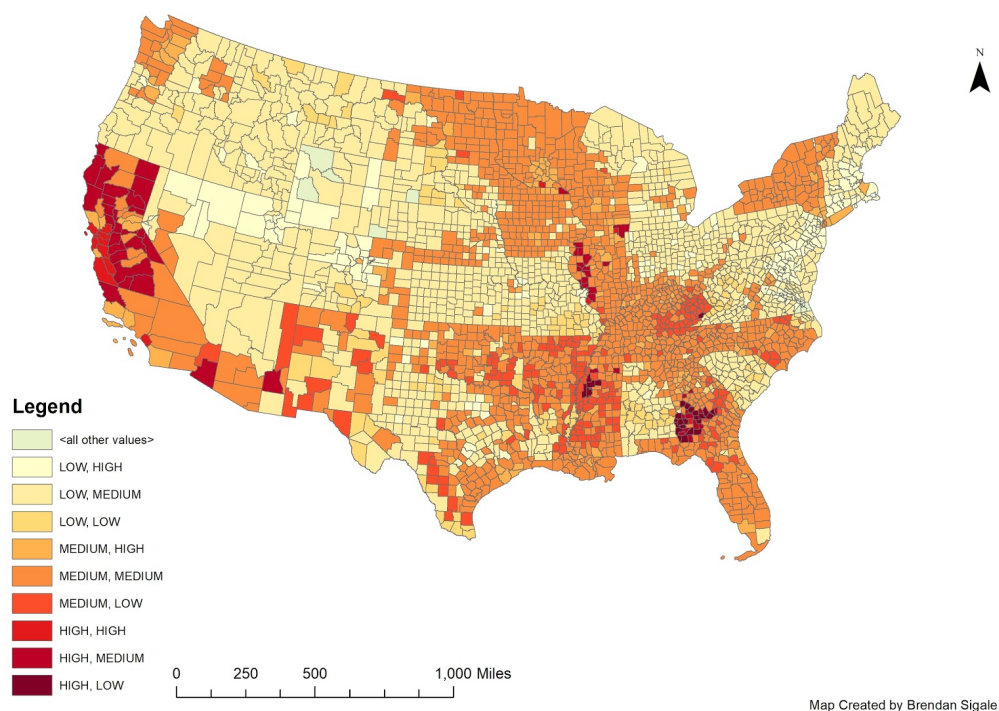 N
Legend
<all other values>
LOW, HIGH
LOW, MEDIUM
LOW, LOW
MEDIUM, HIGH
MEDIUM, MEDIUM
MEDIUM, LOW
HIGH, HIGH
HIGH, MEDIUM
HIGH, LOW
0 250 500 1,000 Miles
Map Created by Brendan Sigale